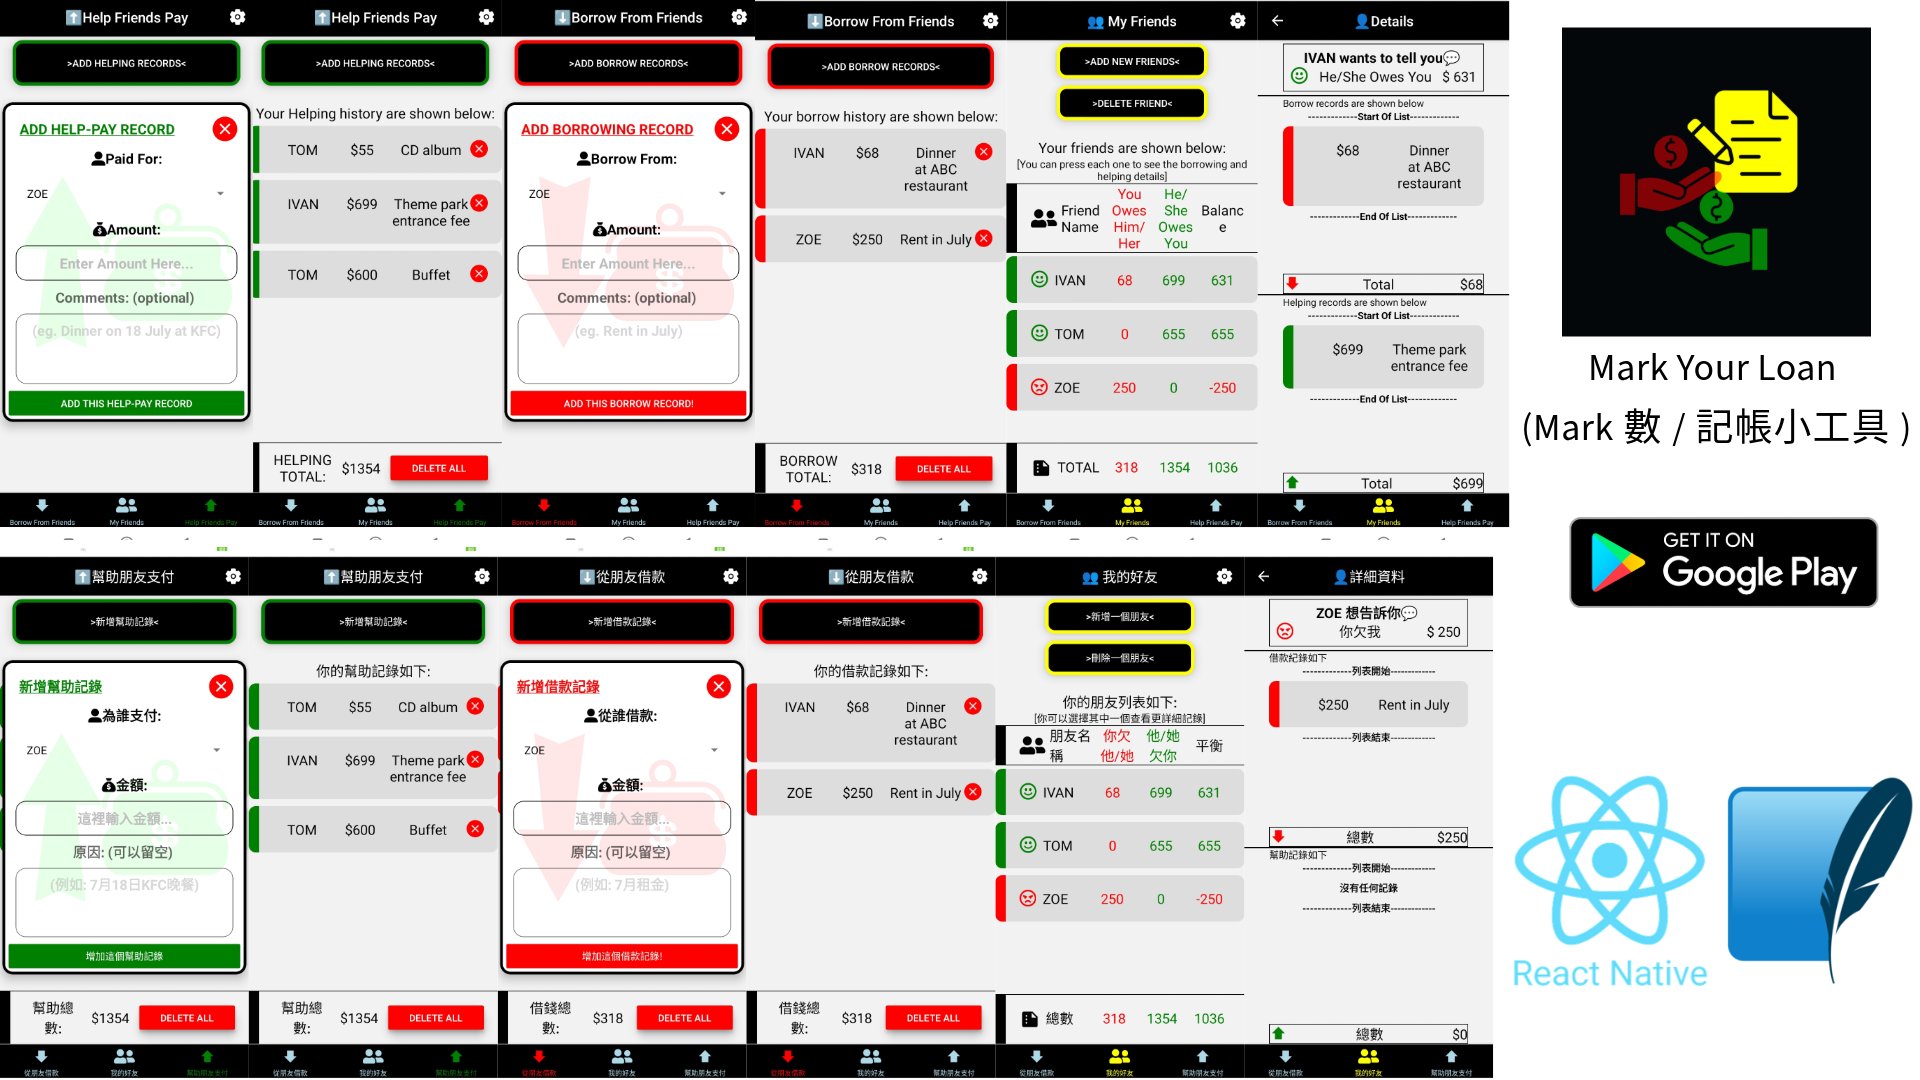 ⬆️Help Friends Pay
>ADD HELPING RECORDS<
ADD HELP-PAY RECORD
Paid For:
ZOE
Amount:
Enter Amount Here...
Comments: (optional)
(eg. Dinner on 18 July at KFC)
ADD THIS HELP-PAY RECORD
Borrow From Friends
My Friends
Help Friends Pay
⬆️Help Friends Pay
>ADD HELPING RECORDS<
Your Helping history are shown below:
TOM $55 CD album
IVAN $699 Theme park
entrance fee
TOM $600 Buffet
HELPING
TOTAL: $1354 DELETE ALL
Borrow From Friends
My Friends
Help Friends Pay
⬇️Borrow From Friends
>ADD BORROW RECORDS<
ADD BORROWING RECORD
Borrow From:
ZOE
Amount:
Enter Amount Here...
Comments: (optional)
(eg. Rent in July)
ADD THIS BORROW RECORD!
Borrow From Friends
My Friends
Help Friends Pay
⬇️Borrow From Friends
>ADD BORROW RECORDS<
Your borrow history are shown below:
IVAN $68 Dinner
at ABC
restaurant
ZOE $250 Rent in July
BORROW
TOTAL: $318 DELETE ALL
Borrow From Friends
My Friends
Help Friends Pay
👥 My Friends
>ADD NEW FRIENDS<
>DELETE FRIEND<
Your friends are shown below:
[You can press each one to see the borrowing and
helping details]
Friend
Name
You
Owes
Him/
Her
He/
She
Owes
You
Balanc
e
IVAN 68 699 631
TOM 0 655 655
ZOE 250 0 -250
TOTAL 318 1354 1036
Borrow From Friends
My Friends
Help Friends Pay
👤Details
IVAN wants to tell you💬
He/She Owes You $ 631
Borrow records are shown below
------------Start Of List------------
$68 Dinner
at ABC
restaurant
-------------End Of List-------------
Total $68
Helping records are shown below
------------Start Of List------------
$699 Theme park
entrance fee
-------------End Of List-------------
Total $699
Borrow From Friends
My Friends
Help Friends Pay
Mark Your Loan
(Mark 數 / 記帳小工具 )
GET IT ON
Google Play
React Native
⬆️幫助朋友支付
>新增幫助記錄<
新增幫助記錄
為誰支付:
ZOE
金額:
這裡輸入金額...
原因: (可以留空)
(例如: 7月18日KFC晚餐)
增加這個幫助記錄
幫助總
數: $1354 DELETE ALL
從朋友借款
我的好友
幫助朋友支付
⬆️幫助朋友支付
>新增幫助記錄<
你的幫助記錄如下:
TOM $55 CD album
IVAN $699 Theme park
entrance fee
TOM $600 Buffet
幫助總
數: $1354 DELETE ALL
從朋友借款
我的好友
幫助朋友支付
⬇️從朋友借款
>新增借款記錄<
新增借款記錄
從誰借款:
ZOE
金額:
這裡輸入金額...
原因: (可以留空)
(例如: 7月租金)
增加這個借款記錄!
借錢總
數: $318 DELETE ALL
從朋友借款
我的好友
幫助朋友支付
⬇️從朋友借款
>新增借款記錄<
你的借款記錄如下:
IVAN $68 Dinner
at ABC
restaurant
ZOE $250 Rent in July
借錢總
數: $318 DELETE ALL
從朋友借款
我的好友
幫助朋友支付
👥 我的好友
>新增一個朋友<
>刪除一個朋友<
你的朋友列表如下:
[你可以選擇其中一個查看更詳細記錄]
朋友名
稱
你欠
他/她
他/她
欠你
平衡
IVAN 68 699 631
TOM 0 655 655
ZOE 250 0 -250
總數 318 1354 1036
從朋友借款
我的好友
幫助朋友支付
👤詳細資料
ZOE 想告訴你💬
你欠我 $ 250
借款紀錄如下
-------------列表開始-------------
$250 Rent in July
-------------列表結束-------------
總數 $250
幫助記錄如下
-------------列表開始-------------
沒有任何記錄
-------------列表結束-------------
總數 $0
從朋友借款
我的好友
幫助朋友支付